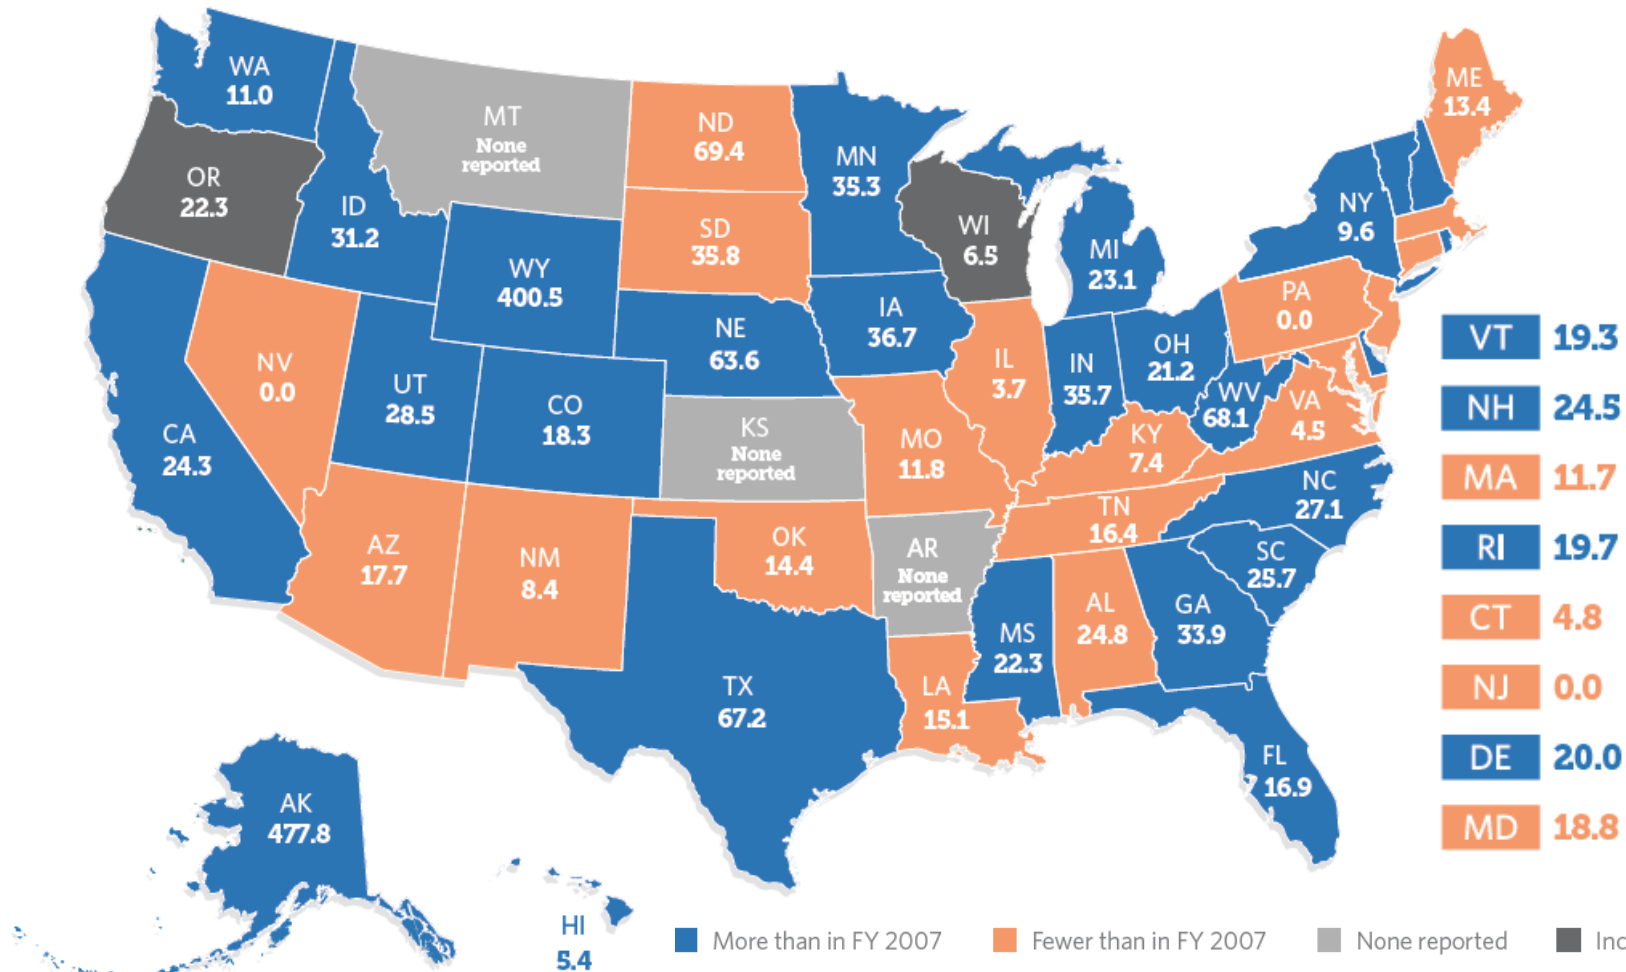 WA
11.0
MT
None
reported
ND
69.4
MN
35.3
ME
13.4
OR
22.3
ID
31.2
SD
35.8
WI
6.5
MI
23.1
NY
9.6
WY
400.5
NE
63.6
IA
36.7
PA
0.0
NV
0.0
UT
28.5
CO
18.3
IL
3.7
IN
35.7
OH
21.2
WV
68.1
VA
4.5
CA
24.3
KS
None
reported
MO
11.8
KY
7.4
NC
27.1
AZ
17.7
NM
8.4
OK
14.4
AR
None
reported
TN
16.4
SC
25.7
TX
67.2
LA
15.1
MS
22.3
AL
24.8
GA
33.9
FL
16.9
AK
477.8
HI
5.4
VT 19.3
NH 24.5
MA 11.7
RI 19.7
CT 4.8
NJ 0.0
DE 20.0
MD 18.8
More than in FY 2007
Fewer than in FY 2007
None reported
Inc